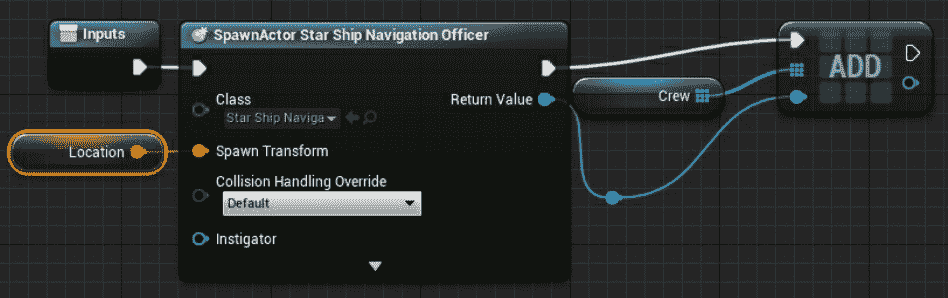 Inputs
SpawnActor Star Ship Navigation Officer
Class
Star Ship Naviga
Return Value
Crew
ADD
Location
Spawn Transform
Collision Handling Override
Default
Instigator